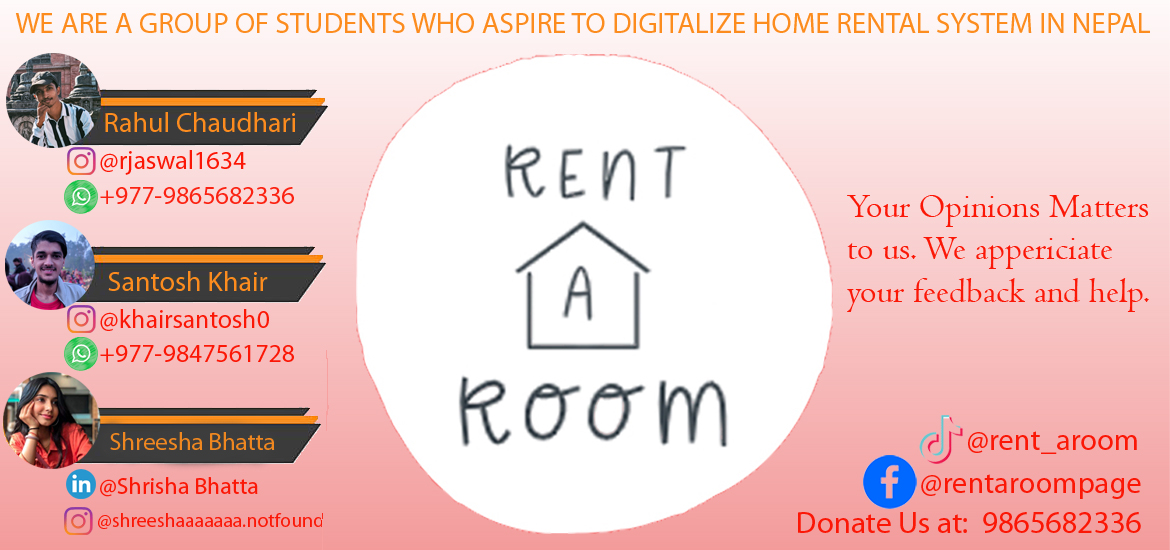 WE ARE A GROUP OF STUDENTS WHO ASPIRE TO DIGITALIZE HOME RENTAL SYSTEM IN NEPAL
Rahul Chaudhari
@rjaswal1634
+977-9865682336
Santosh Khair
@khairsantosh0
+977-9847561728
Shreesha Bhatta
in @Shrisha Bhatta
@shreeshaaaaaaa.notfound
RENT
A
ROOM
Your Opinions Matters
to us. We appericiate
your feedback and help.
@rent_aroom
@rentaroompage
Donate Us at: 9865682336